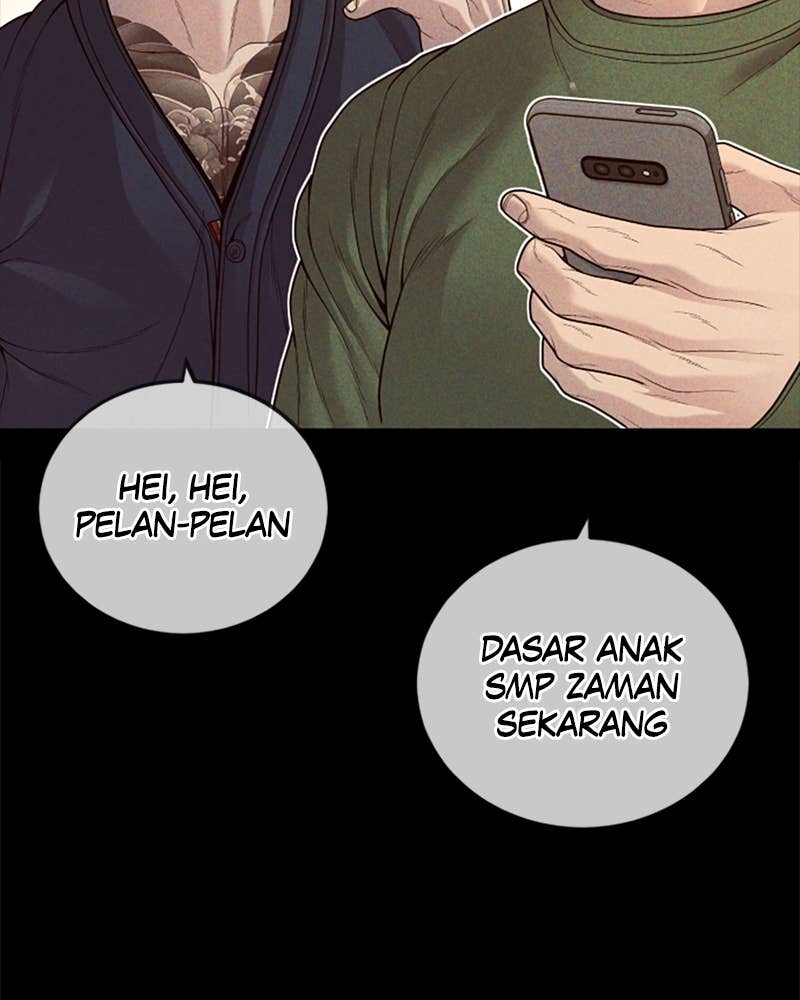 HEI, HEI,
PELAN-PELAN
DASAR ANAK
SMP ZAMAN
SEKARANG